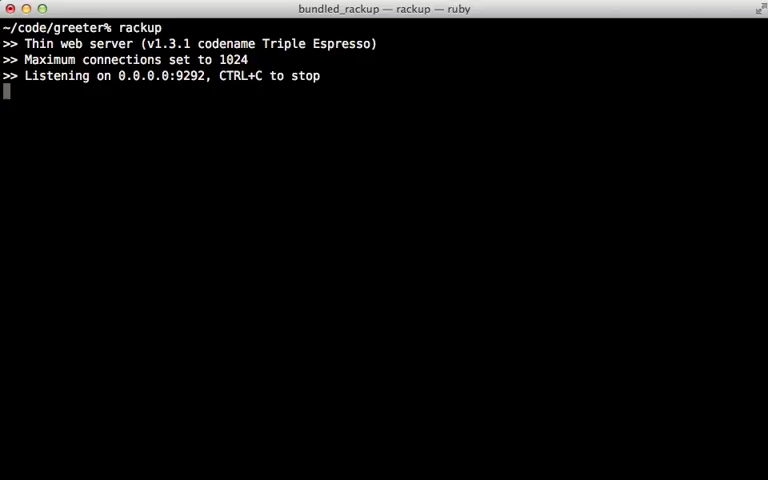 bundled_rackup — rackup — ruby
~/code/greeter% rackup
>> Thin web server (v1.3.1 codename Triple Espresso)
>> Maximum connections set to 1024
>> Listening on 0.0.0.0:9292, CTRL+C to stop